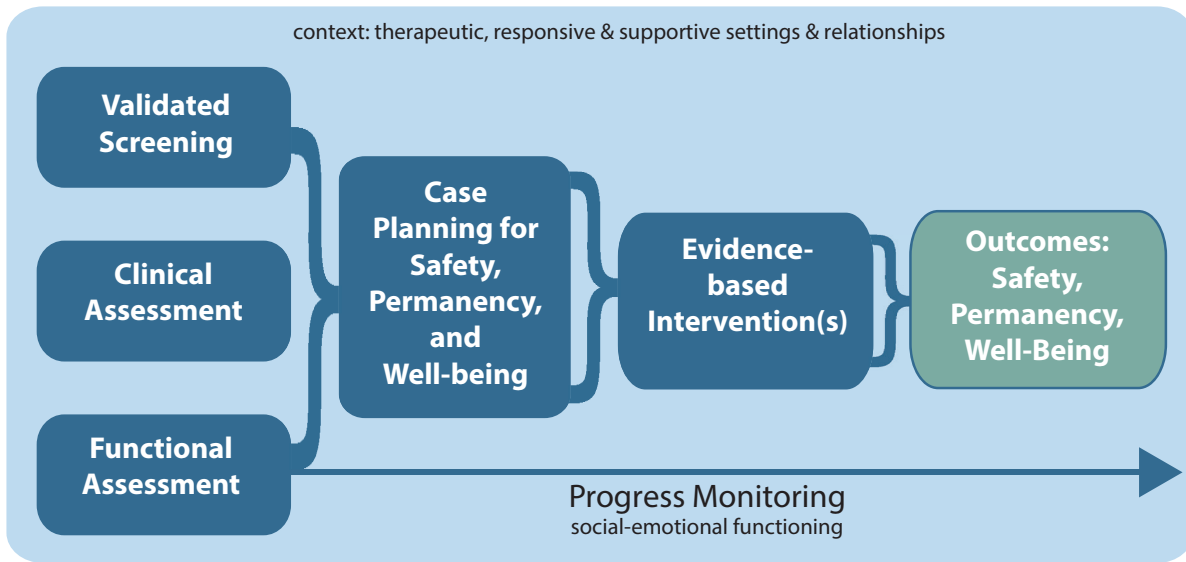 context: therapeutic, responsive & supportive settings & relationships
Validated
Screening
Clinical
Assessment
Functional
Assessment
Case
Planning for
Safety,
Permanency,
and
Well-being
Evidence-
based
Intervention(s)
Outcomes:
Safety,
Permanency,
Well-Being
Progress Monitoring
social-emotional functioning